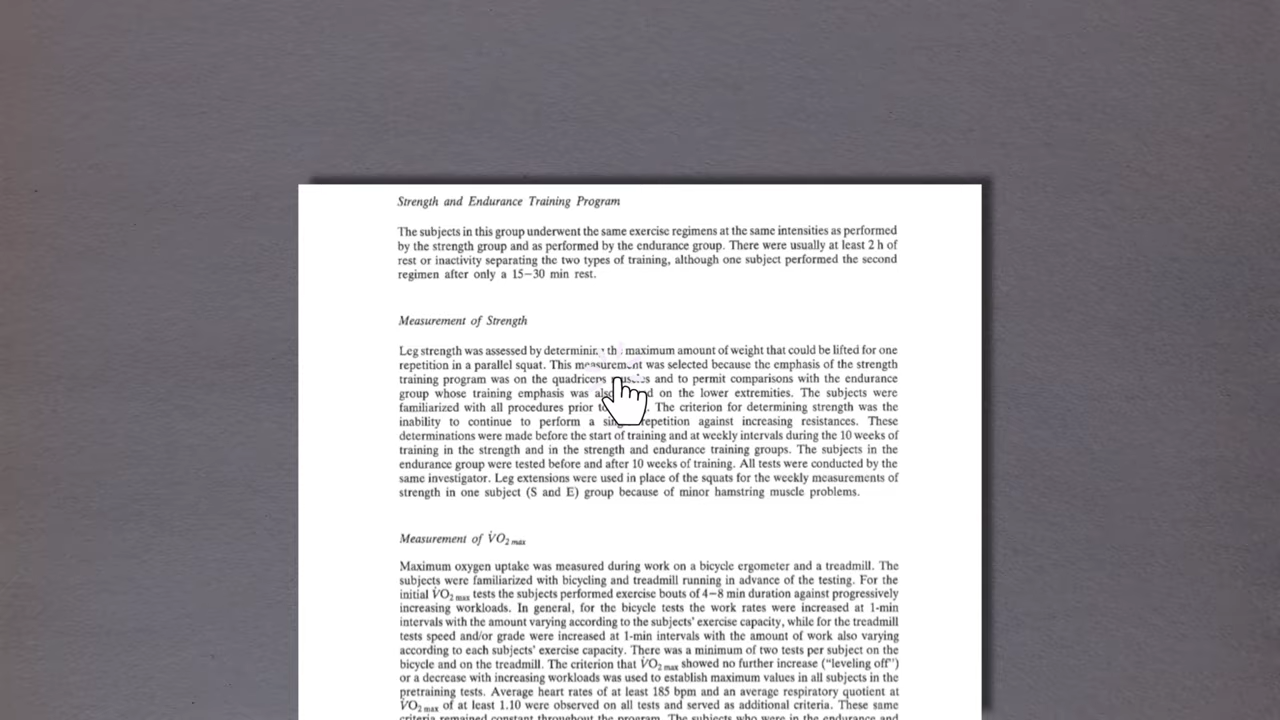 Strength and Endurance Training Program
The subjects in this group underwent the same exercise regimens at the same intensities as performed
by the strength group and as performed by the endurance group. There were usually at least 2 h of
rest or inactivity separating the two types of training, although one subject performed the second
regimen after only a 15–30 min rest.
Measurement of Strength
Leg strength was assessed by determining th maximum amount of weight that could be lifted for one
repetition in a parallel squat. This measurement was selected because the emphasis of the strength
training program was on the quadriceps and to permit comparisons with the endurance
group whose training emphasis was also on the lower extremities. The subjects were
familiarized with all procedures prior The criterion for determining strength was the
inability to continue to perform a repetition against increasing resistances. These
determinations were made before the start of training and at weekly intervals during the 10 weeks of
training in the strength and in the strength and endurance training groups. The subjects in the
endurance group were tested before and after 10 weeks of training. All tests were conducted by the
same investigator. Leg extensions were used in place of the squats for the weekly measurements of
strength in one subject (S and E) group because of minor hamstring muscle problems.
Measurement of V̇O2 max
Maximum oxygen uptake was measured during work on a bicycle ergometer and a treadmill. The
subjects were familiarized with bicycling and treadmill running in advance of the testing. For the
initial V̇O2 max tests the subjects performed exercise bouts of 4–8 min duration against progressively
increasing workloads. In general, for the bicycle tests the work rates were increased at 1-min
intervals with the amount varying according to the subjects' exercise capacity, while for the treadmill
tests speed and/or grade were increased at 1-min intervals with the amount of work also varying
according to each subjects' exercise capacity. There was a minimum of two tests per subject on the
bicycle and on the treadmill. The criterion that V̇O2 max showed no further increase ("leveling off")
or a decrease with increasing workloads was used to establish maximum values in all subjects in the
pretraining tests. Average heart rates of at least 185 bpm and an average respiratory quotient at
V̇O2 max of at least 1.10 were observed on all tests and served as additional criteria. These same
criteria remained constant throughout the program. The subjects who were in the endurance and